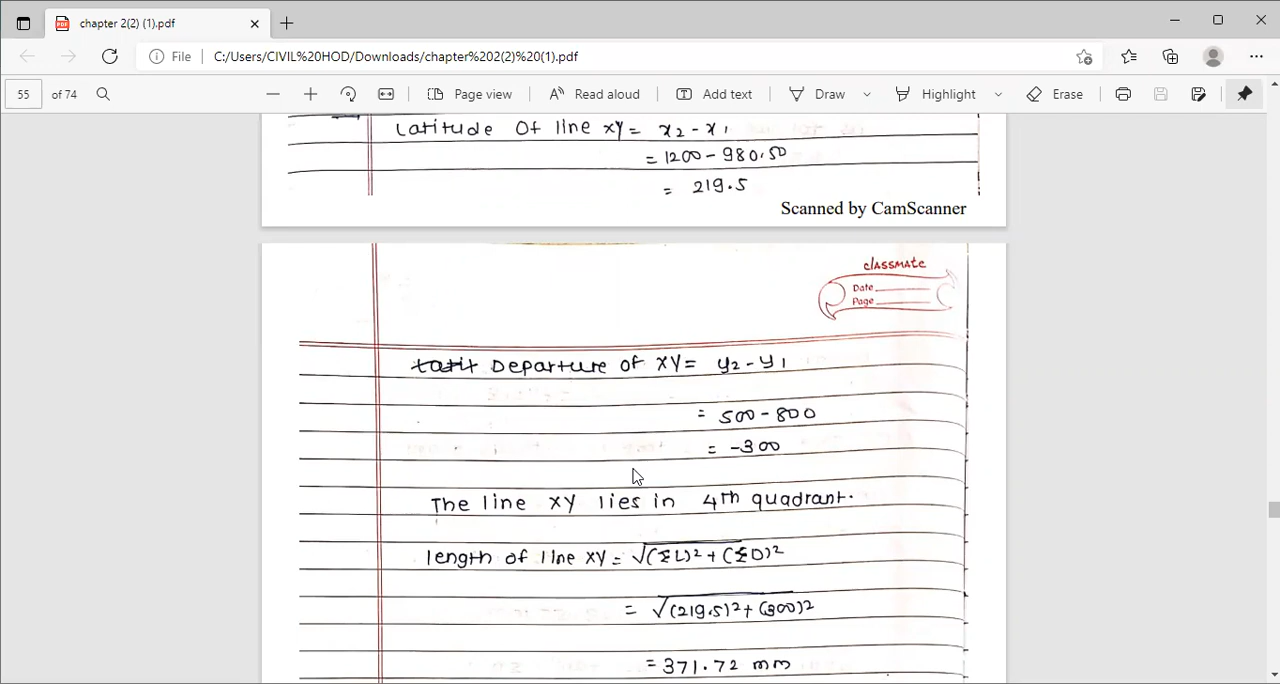 chapter 2(2) (1).pdf
File
C:/Users/CIVIL%20HOD/Downloads/chapter%202(2)%20(1).pdf
55 of 74
Page view
Read aloud
Add text
Draw
Highlight
Erase
Latitude Of line XY = x2 - x1
= 1200 - 980.50
= 219.5
Scanned by CamScanner
classmate
Date
Page
Departure of XY = y2 - y1
= 500 - 800
= -300
The line XY lies in 4th quadrant.
length of line XY = √(ΣL)² + (ΣD)²
= √(219.5)² + (300)²
= 371.72 mm